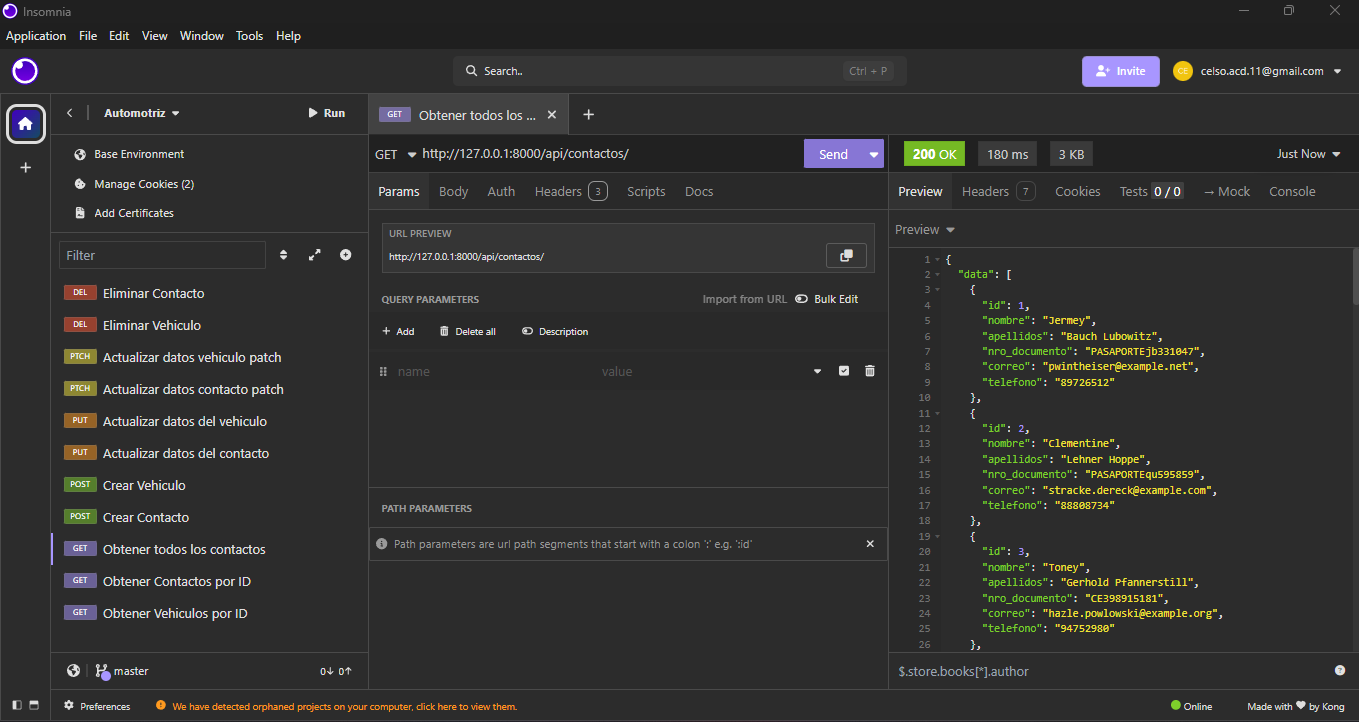 Insomnia
Application File Edit View Window Tools Help
Search.. Ctrl + P
Invite
CE celso.acd.11@gmail.com
Automotriz
Run
Base Environment
Manage Cookies (2)
Add Certificates
Filter
DEL Eliminar Contacto
DEL Eliminar Vehiculo
PTCH Actualizar datos vehiculo patch
PTCH Actualizar datos contacto patch
PUT Actualizar datos del vehiculo
PUT Actualizar datos del contacto
POST Crear Vehiculo
POST Crear Contacto
GET Obtener todos los contactos
GET Obtener Contactos por ID
GET Obtener Vehiculos por ID
master 0↓ 0↑
GET Obtener todos los ...
GET http://127.0.0.1:8000/api/contactos/ Send
Params Body Auth Headers 3 Scripts Docs
URL PREVIEW
http://127.0.0.1:8000/api/contactos/
QUERY PARAMETERS Import from URL Bulk Edit
Add Delete all Description
name value
PATH PARAMETERS
Path parameters are url path segments that start with a colon ':' e.g. ':id'
200 OK 180 ms 3 KB Just Now
Preview Headers 7 Cookies Tests 0 / 0 → Mock Console
Preview
1 {
2 "data": [
3 {
4 "id": 1,
5 "nombre": "Jermey",
6 "apellidos": "Bauch Lubowitz",
7 "nro_documento": "PASAPORTEjb331047",
8 "correo": "pwintheiser@example.net",
9 "telefono": "89726512"
10 },
11 {
12 "id": 2,
13 "nombre": "Clementine",
14 "apellidos": "Lehner Hoppe",
15 "nro_documento": "PASAPORTEqu595859",
16 "correo": "stracke.dereck@example.com",
17 "telefono": "88808734"
18 },
19 {
20 "id": 3,
21 "nombre": "Toney",
22 "apellidos": "Gerhold Pfannerstill",
23 "nro_documento": "CE398915181",
24 "correo": "hazle.powlowski@example.org",
25 "telefono": "94752980"
26 },
$.store.books[*].author
Preferences
We have detected orphaned projects on your computer, click here to view them.
Online
Made with ♥ by Kong